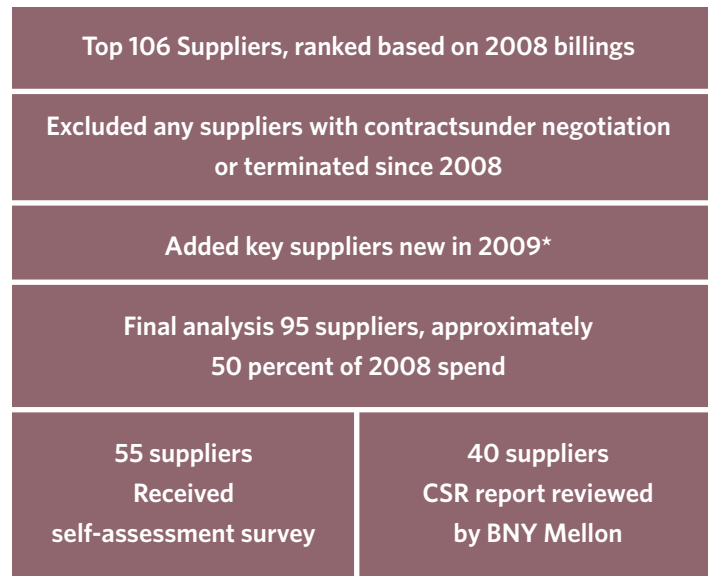 Top 106 Suppliers, ranked based on 2008 billings
Excluded any suppliers with contractsunder negotiation
or terminated since 2008
Added key suppliers new in 2009*
Final analysis 95 suppliers, approximately
50 percent of 2008 spend
55 suppliers
Received
self-assessment survey
40 suppliers
CSR report reviewed
by BNY Mellon